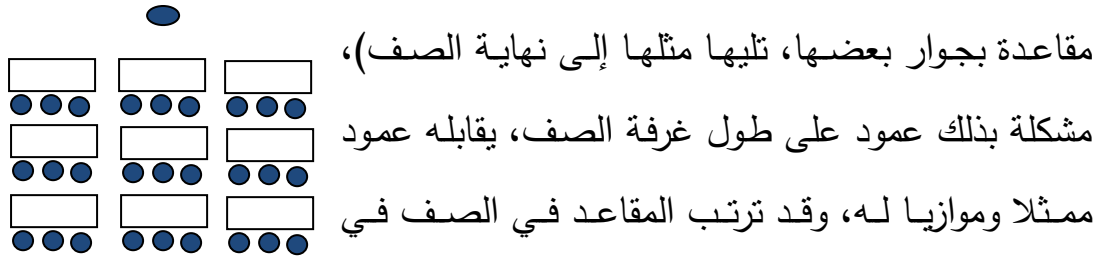 مقاعدة بجوار بعضها، تليها مثلها إلى نهاية الصف)،
مشكلة بذلك عمود على طول غرفة الصف، يقابله عمود
ممثلا وموازيا له، وقد ترتب المقاعد في الصف في